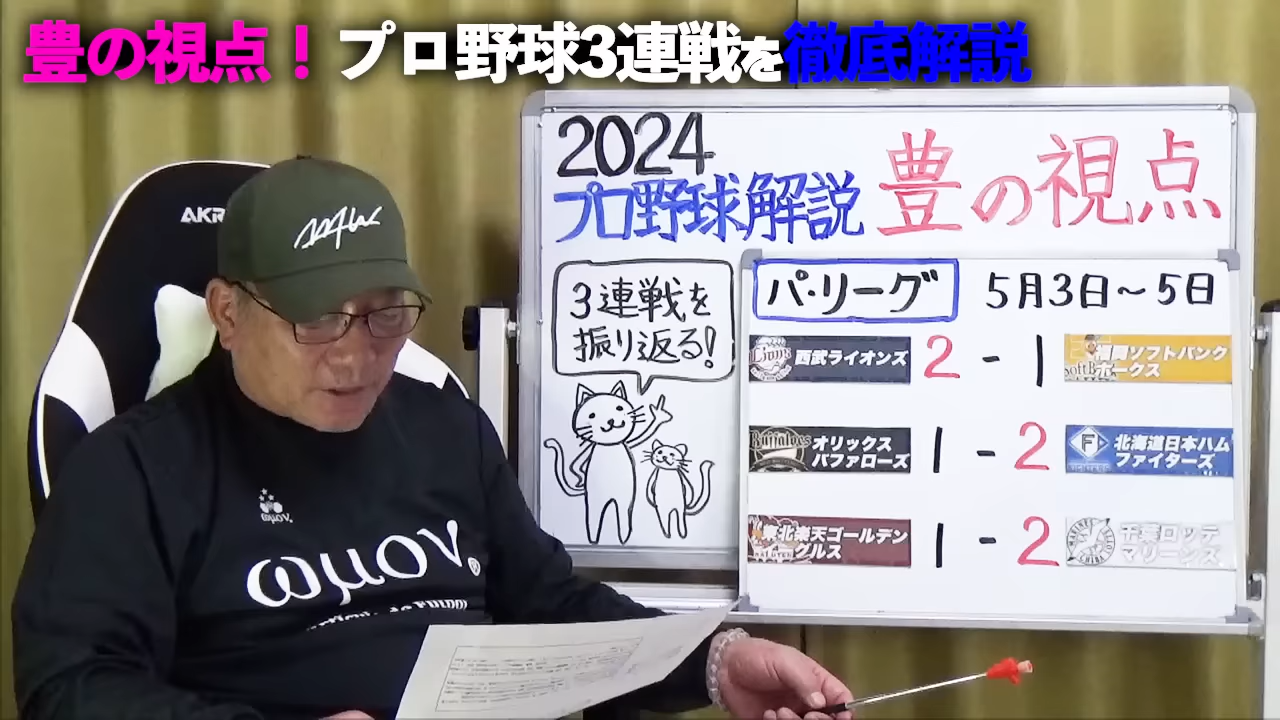 豊の視点！プロ野球3連戦を徹底解説
2024
プロ野球解説 豊の視点
3連戦を
振り返る!
パ・リーグ 5月3日～5日
Lions 西武ライオンズ 2 - 1 福岡ソフトバンク
ホークス
Buffaloes オリックス
バファローズ 1 - 2 F 北海道日本ハム
ファイターズ
東北楽天ゴールデン
グルス 1 - 2 千葉ロッテ
マリーンズ
AKR
ωμον
ωμον